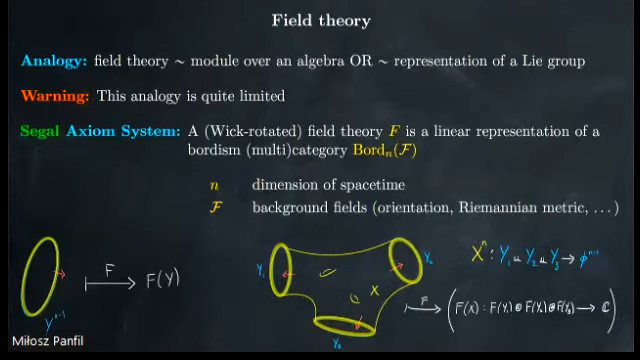 Field theory
Analogy: field theory ∼ module over an algebra OR ∼ representation of a Lie group
Warning: This analogy is quite limited
Segal Axiom System: A (Wick-rotated) field theory F is a linear representation of a
bordism (multi)category Bordₙ(𝓕)
n dimension of spacetime
𝓕 background fields (orientation, Riemannian metric, . . . )
F
F(Y)
Yⁿ⁻¹
Y₁
Y₂
X
Y₃
Xⁿ : Y₁ ⊔ Y₂ ⊔ Y₃ → ϕⁿ⁻¹
F
(F(X) : F(Y₁) ⊗ F(Y₂) ⊗ F(Y₃) → ℂ)
Miłosz Panfil